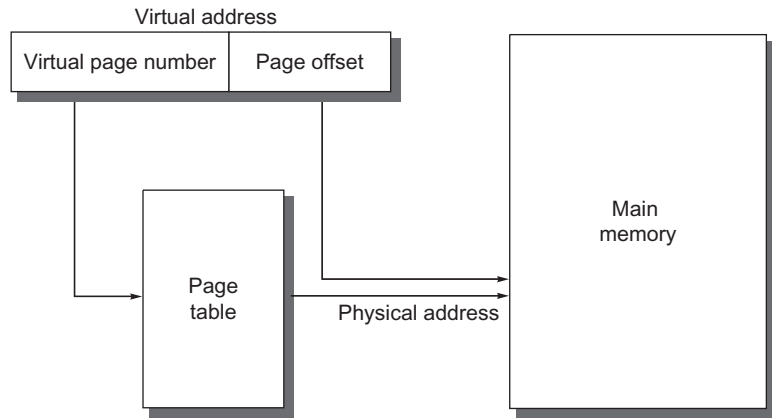 Virtual address
Virtual page number
Page offset
Page
table
Main
memory
Physical address